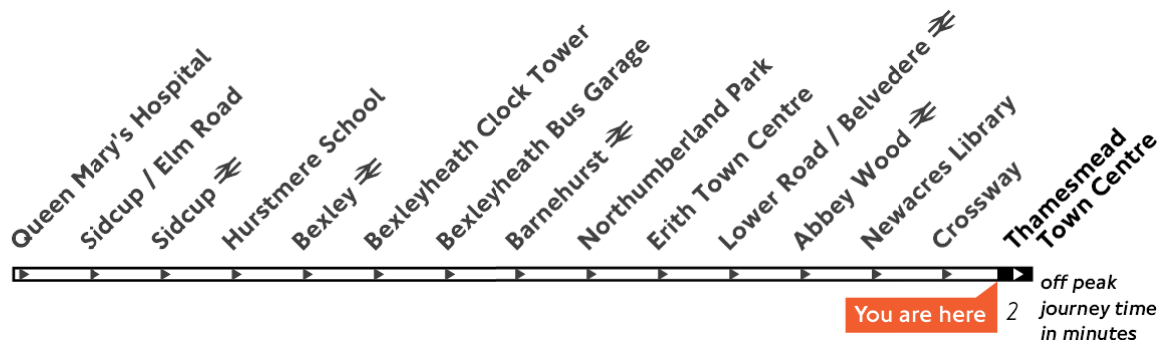 Queen Mary's Hospital
Sidcup / Elm Road
Sidcup
Hurstmere School
Bexley
Bexleyheath Clock Tower
Bexleyheath Bus Garage
Barnehurst
Northumberland Park
Erith Town Centre
Lower Road / Belvedere
Abbey Wood
Newacres Library
Crossway
Thamesmead
Town Centre
You are here
2
off peak
journey time
in minutes